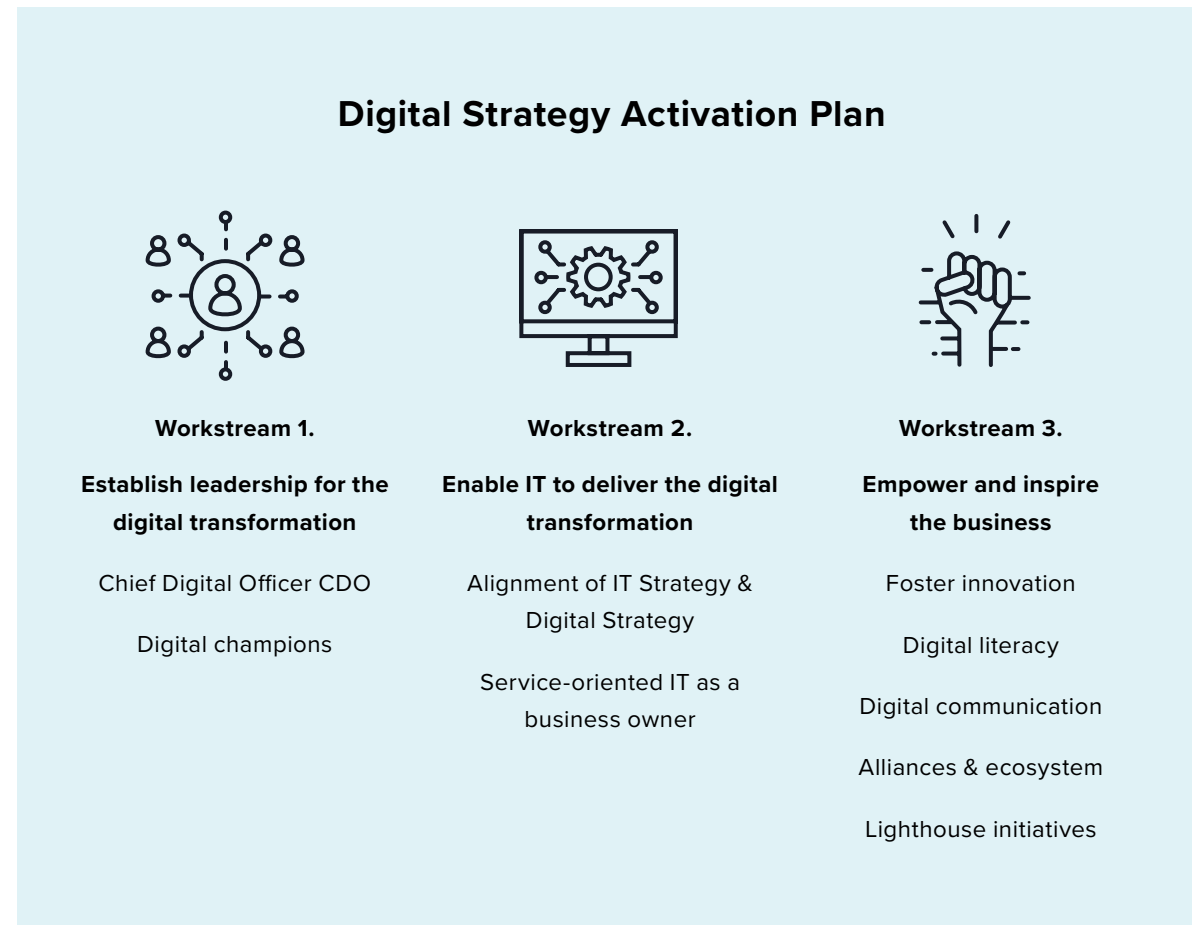 Digital Strategy Activation Plan
Workstream 1.
Establish leadership for the
digital transformation
Chief Digital Officer CDO
Digital champions
Workstream 2.
Enable IT to deliver the digital
transformation
Alignment of IT Strategy &
Digital Strategy
Service-oriented IT as a
business owner
Workstream 3.
Empower and inspire
the business
Foster innovation
Digital literacy
Digital communication
Alliances & ecosystem
Lighthouse initiatives